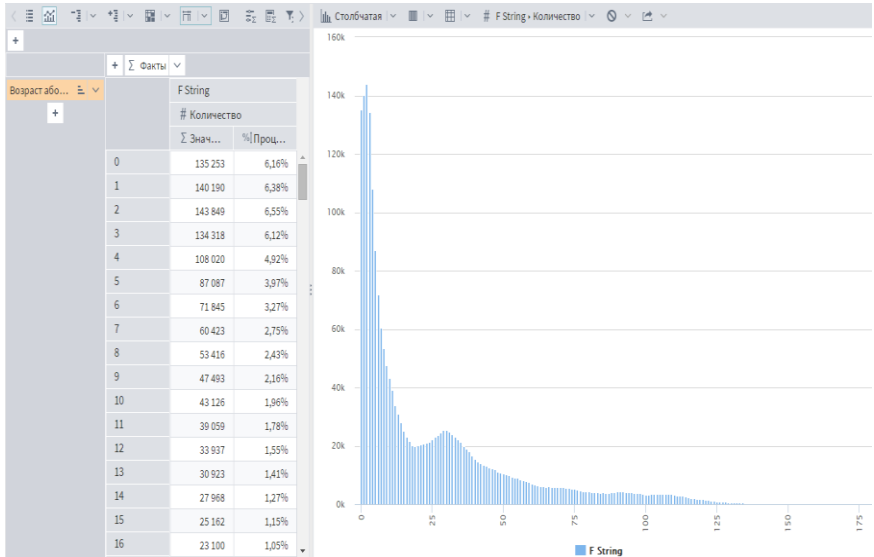 Столбчатая # F String › Количество
+
+ Σ Факты
Возраст або...
+
F String
# Количество
Σ Знач... % Проц...
0 135 253 6,16%
1 140 190 6,38%
2 143 849 6,55%
3 134 318 6,12%
4 108 020 4,92%
5 87 087 3,97%
6 71 845 3,27%
7 60 423 2,75%
8 53 416 2,43%
9 47 493 2,16%
10 43 126 1,96%
11 39 059 1,78%
12 33 937 1,55%
13 30 923 1,41%
14 27 968 1,27%
15 25 162 1,15%
16 23 100 1,05%
160k
140k
120k
100k
80k
60k
40k
20k
0k
0 25 50 75 100 125 150 175
F String